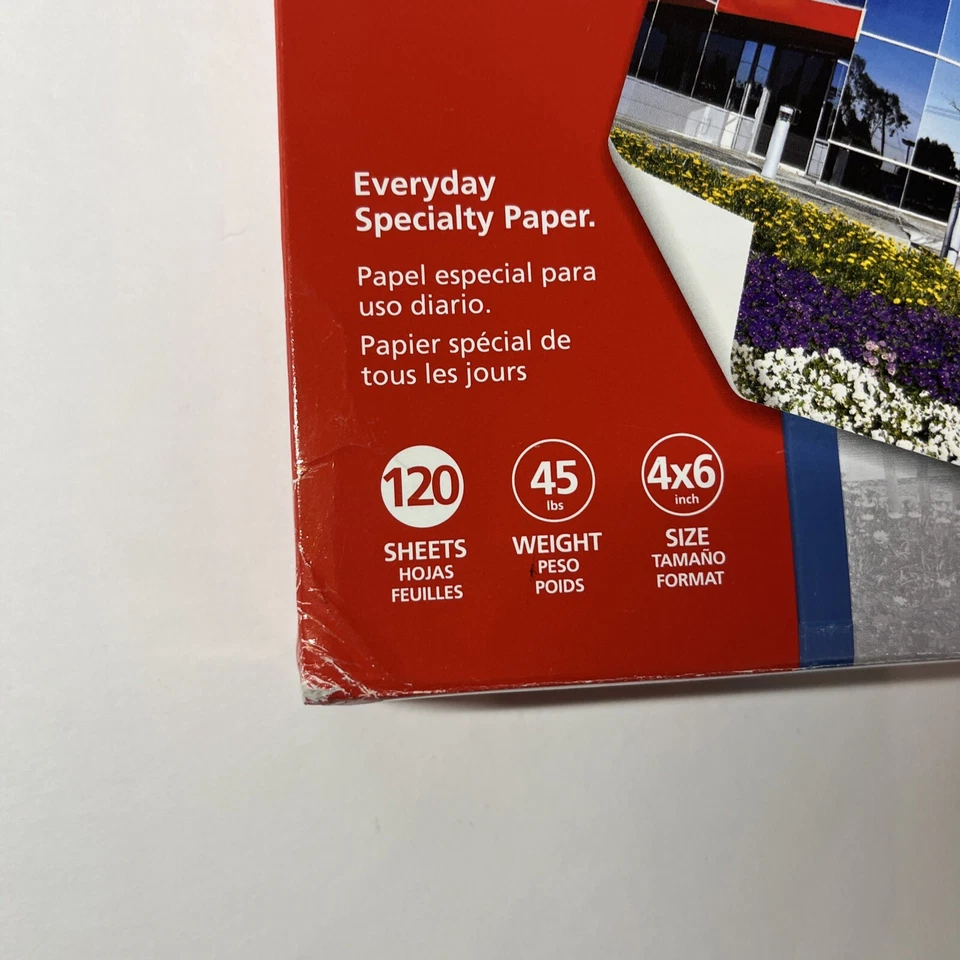 Everyday
Specialty Paper.
Papel especial para
uso diario.
Papier spécial de
tous les jours
120
SHEETS
HOJAS
FEUILLES
45
lbs
WEIGHT
PESO
POIDS
4x6
inch
SIZE
TAMAÑO
FORMAT